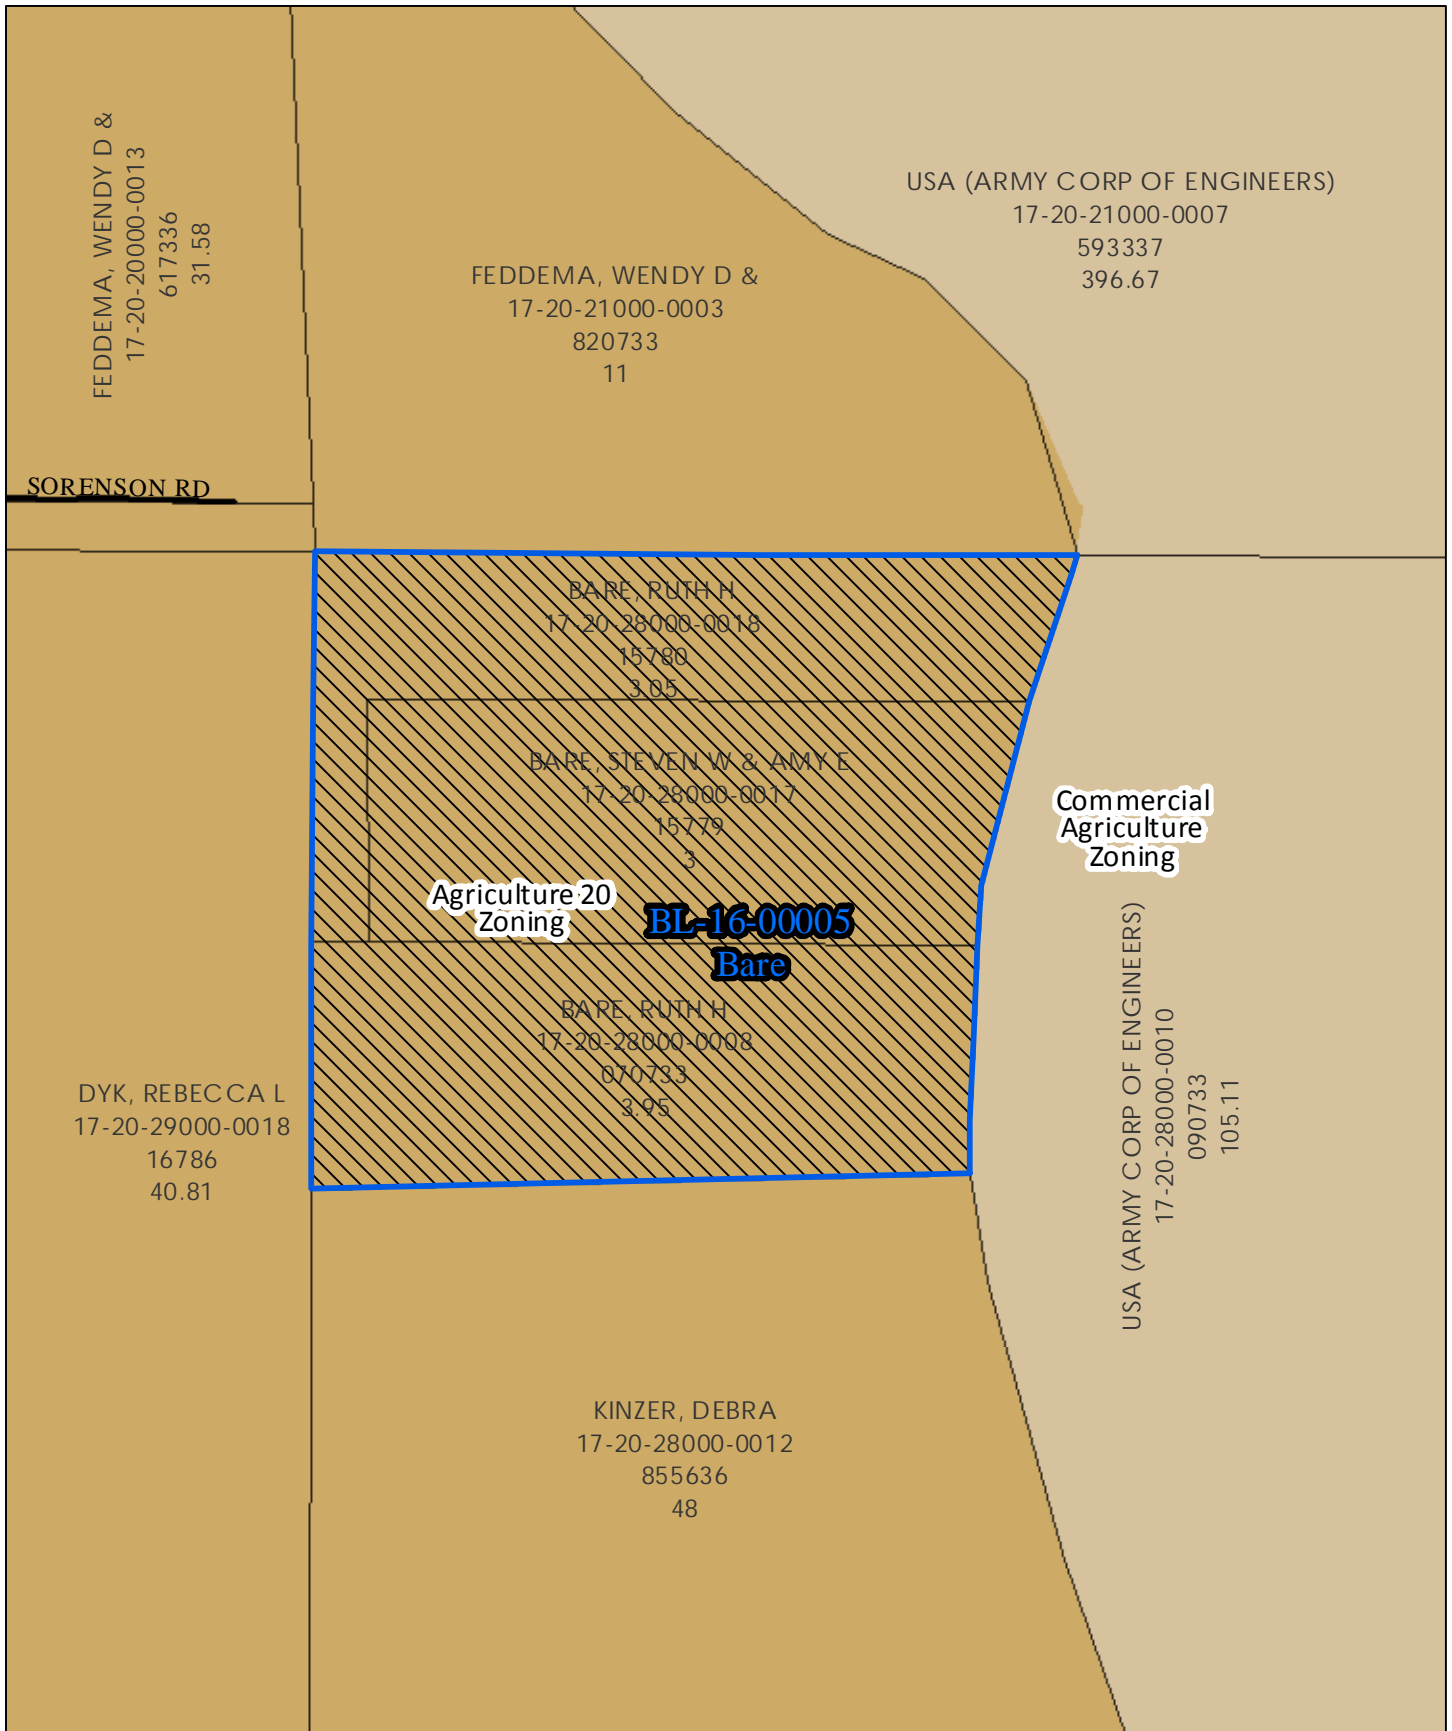 FEDDEMA, WENDY D &
17-20-20000-0013
617336
31.58
USA (ARMY CORP OF ENGINEERS)
17-20-21000-0007
593337
396.67
FEDDEMA, WENDY D &
17-20-21000-0003
820733
11
SORENSON RD
BARE, RUTH H
17-20-28000-0018
15780
3.05
BARE, STEVEN W & AMY E
17-20-28000-0017
15779
3
Commercial
Agriculture
Zoning
Agriculture 20
Zoning
BL-16-00005
Bare
BARE, RUTH H
17-20-28000-0008
070733
3.95
DYK, REBECCA L
17-20-29000-0018
16786
40.81
USA (ARMY CORP OF ENGINEERS)
17-20-28000-0010
090733
105.11
KINZER, DEBRA
17-20-28000-0012
855636
48